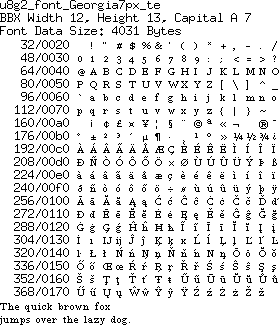 u8g2_font_Georgia7px_te
BBX Width 12, Height 13, Capital A 7
Font Data Size: 4031 Bytes
32/0020 ! " # $ % & ' ( ) * + , - . /
48/0030 0 1 2 3 4 5 6 7 8 9 : ; < = > ?
64/0040 @ A B C D E F G H I J K L M N O
80/0050 P Q R S T U V W X Y Z [ \ ] ^ _
96/0060 ` a b c d e f g h i j k l m n o
112/0070 p q r s t u v w x y z { | } ~
160/00a0 ¡ ¢ £ ¤ ¥ ¦ § ¨ © ª « ¬ ® ¯
176/00b0 ° ± ² ³ ´ µ ¶ · ¸ ¹ º » ¼ ½ ¾ ¿
192/00c0 À Á Â Ã Ä Å Æ Ç È É Ê Ë Ì Í Î Ï
208/00d0 Ð Ñ Ò Ó Ô Õ Ö × Ø Ù Ú Û Ü Ý Þ ß
224/00e0 à á â ã ä å æ ç è é ê ë ì í î ï
240/00f0 ð ñ ò ó ô õ ö ÷ ø ù ú û ü ý þ ÿ
256/0100 Ā ā Ă ă Ą ą Ć ć Ĉ ĉ Ċ ċ Č č Ď ď
272/0110 Đ đ Ē ē Ĕ ĕ Ė ė Ę ę Ě ě Ĝ ĝ Ğ ğ
288/0120 Ġ ġ Ģ ģ Ĥ ĥ Ħ ħ Ĩ ĩ Ī ī Ĭ ĭ Į į
304/0130 İ ı Ĳ ĳ Ĵ ĵ Ķ ķ ĸ Ĺ ĺ Ļ ļ Ľ ľ Ŀ
320/0140 ŀ Ł ł Ń ń Ņ ņ Ň ň ŉ Ŋ ŋ Ō ō Ŏ ŏ
336/0150 Ő ő Œ œ Ŕ ŕ Ŗ ŗ Ř ř Ś ś Ŝ ŝ Ş ş
352/0160 Š š Ţ ţ Ť ť Ŧ ŧ Ũ ũ Ū ū Ŭ ŭ Ů ů
368/0170 Ű ű Ų ų Ŵ ŵ Ŷ ŷ Ÿ Ź ź Ż ż Ž ž
The quick brown fox
jumps over the lazy dog.